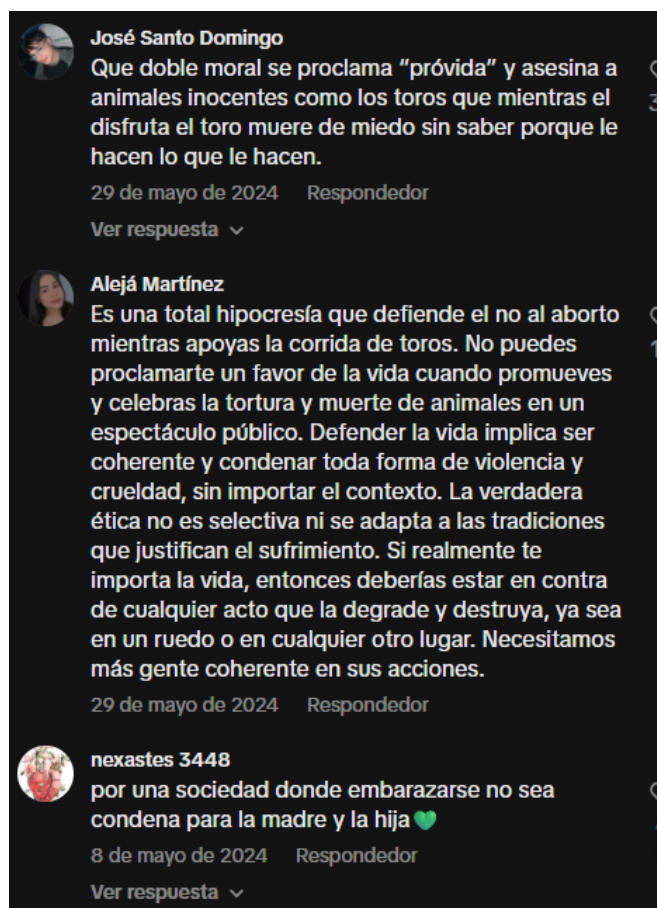 José Santo Domingo
Que doble moral se proclama “próvida” y asesina a
animales inocentes como los toros que mientras el
disfruta el toro muere de miedo sin saber porque le
hacen lo que le hacen.
29 de mayo de 2024 Respondedor
Ver respuesta
Alejá Martínez
Es una total hipocresía que defiende el no al aborto
mientras apoyas la corrida de toros. No puedes
proclamarte un favor de la vida cuando promueves
y celebras la tortura y muerte de animales en un
espectáculo público. Defender la vida implica ser
coherente y condenar toda forma de violencia y
crueldad, sin importar el contexto. La verdadera
ética no es selectiva ni se adapta a las tradiciones
que justifican el sufrimiento. Si realmente te
importa la vida, entonces deberías estar en contra
de cualquier acto que la degrade y destruya, ya sea
en un ruedo o en cualquier otro lugar. Necesitamos
más gente coherente en sus acciones.
29 de mayo de 2024 Respondedor
nexastes 3448
por una sociedad donde embarazarse no sea
condena para la madre y la hija💚
8 de mayo de 2024 Respondedor
Ver respuesta